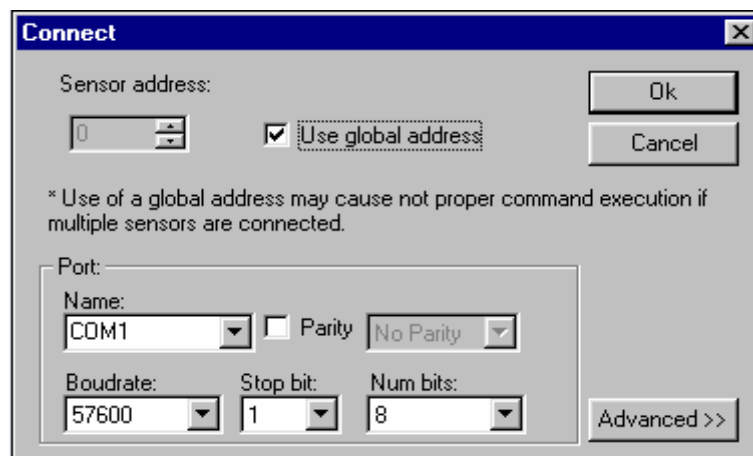 Connect
Sensor address:
Ok
0
Use global address
Cancel
* Use of a global address may cause not proper command execution if
multiple sensors are connected.
Port:
Name:
COM1
Parity
No Parity
Boudrate:
Stop bit:
Num bits:
57600
1
8
Advanced >>